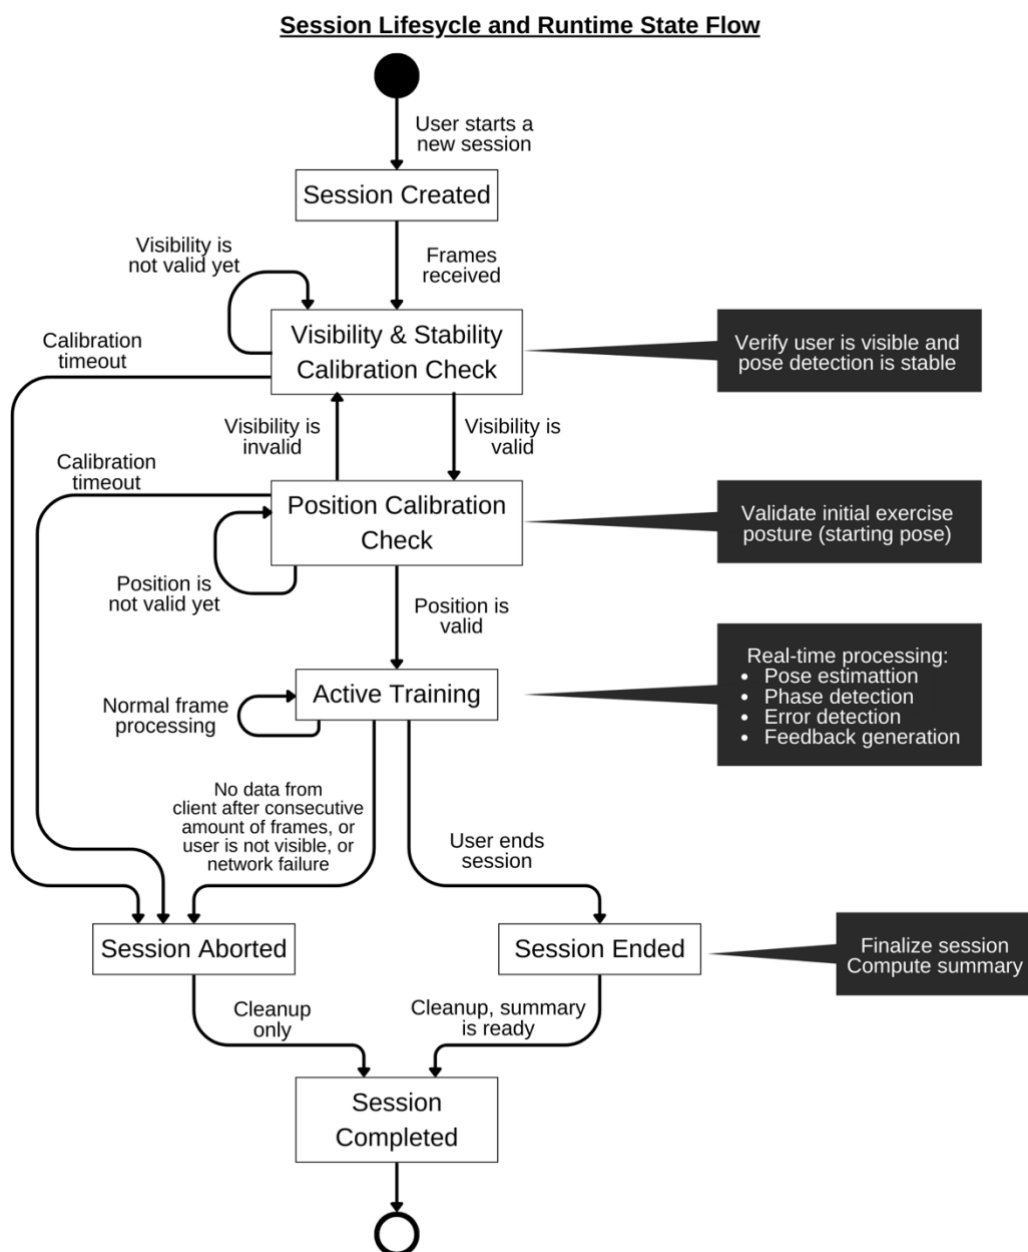 Session Lifesycle and Runtime State Flow
User starts a
new session
Session Created
Visibility is
not valid yet
Frames
received
Calibration
timeout
Visibility & Stability
Calibration Check
Verify user is visible and
pose detection is stable
Visibility is
invalid
Visibility is
valid
Calibration
timeout
Position Calibration
Check
Validate initial exercise
posture (starting pose)
Position is
not valid yet
Position is
valid
Real-time processing:
• Pose estimattion
• Phase detection
• Error detection
• Feedback generation
Active Training
Normal frame
processing
No data from
client after consecutive
amount of frames, or
user is not visible, or
network failure
User ends
session
Session Aborted
Session Ended
Finalize session
Compute summary
Cleanup
only
Cleanup, summary
is ready
Session
Completed